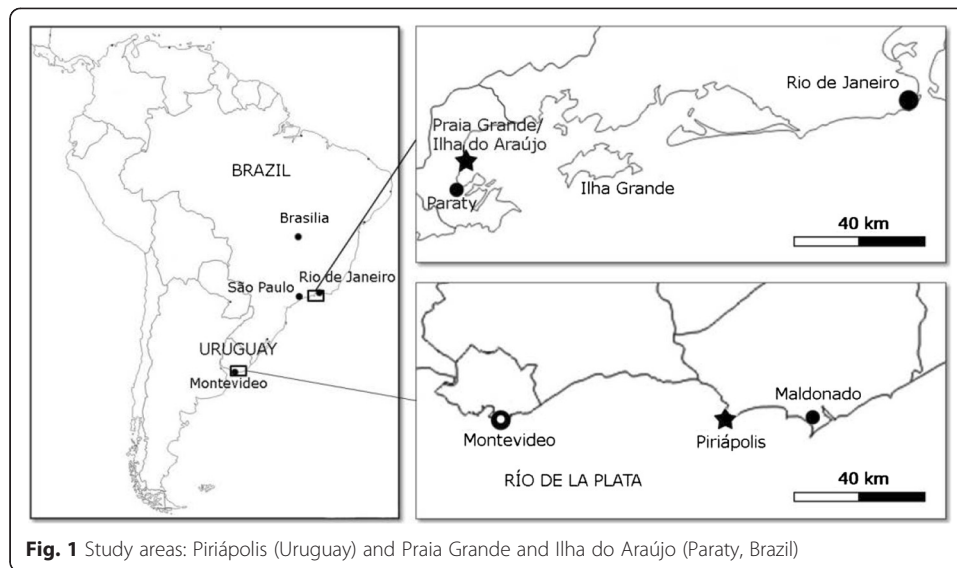 BRAZIL
Brasilia
Rio de Janeiro
São Paulo
URUGUAY
Montevideo
Rio de Janeiro
Praia Grande/
Ilha do Araújo
Ilha Grande
Paraty
40 km
Maldonado
Montevideo
Piriápolis
RÍO DE LA PLATA
40 km
Fig. 1 Study areas: Piriápolis (Uruguay) and Praia Grande and Ilha do Araújo (Paraty, Brazil)